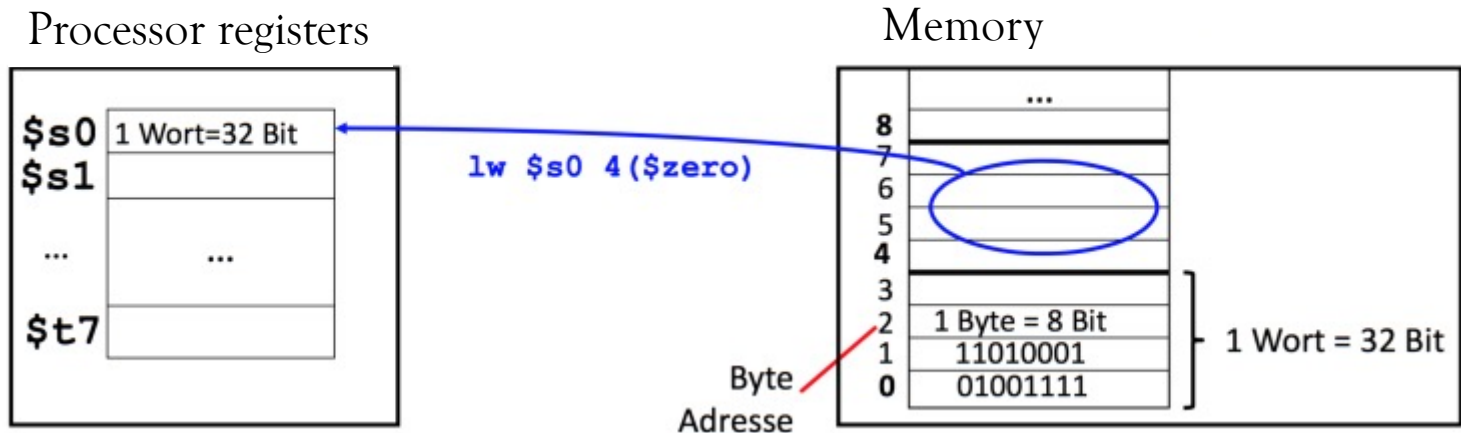 Processor registers
$s0 1 Wort=32 Bit
$s1
... ...
$t7
lw $s0 4($zero)
Memory
...
8
7
6
5
4
3
2 1 Byte = 8 Bit
1 11010001
0 01001111
1 Wort = 32 Bit
Byte
Adresse